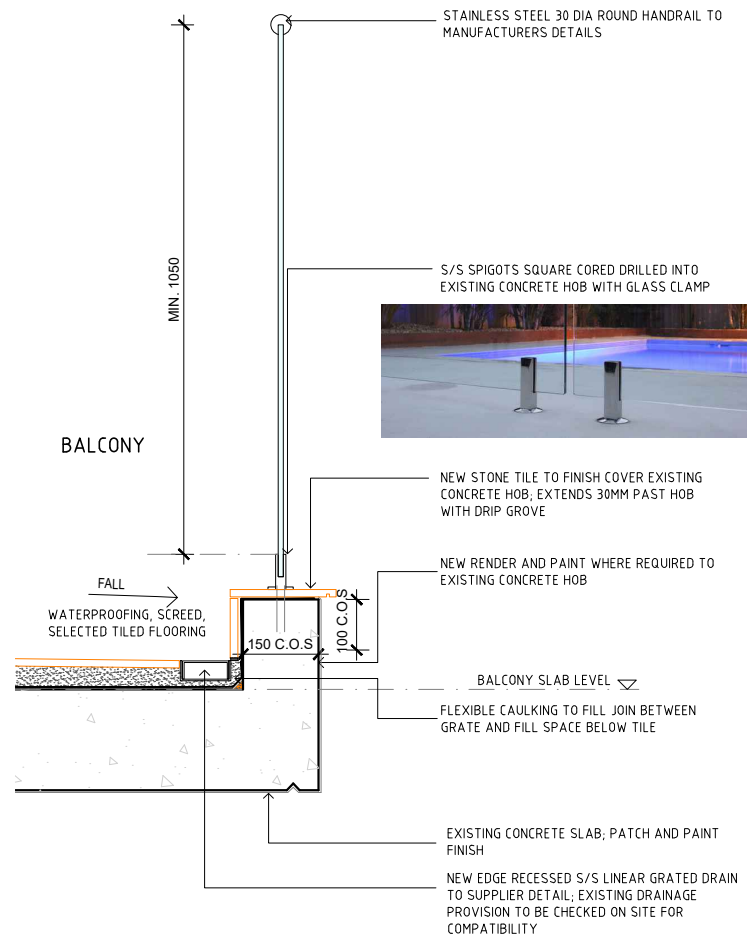 STAINLESS STEEL 30 DIA ROUND HANDRAIL TO
MANUFACTURERS DETAILS
MIN. 1050
S/S SPIGOTS SQUARE CORED DRILLED INTO
EXISTING CONCRETE HOB WITH GLASS CLAMP
BALCONY
NEW STONE TILE TO FINISH COVER EXISTING
CONCRETE HOB; EXTENDS 30MM PAST HOB
WITH DRIP GROVE
NEW RENDER AND PAINT WHERE REQUIRED TO
EXISTING CONCRETE HOB
FALL
WATERPROOFING, SCREED,
SELECTED TILED FLOORING
150 C.O.S
100 C.O.S
BALCONY SLAB LEVEL
FLEXIBLE CAULKING TO FILL JOIN BETWEEN
GRATE AND FILL SPACE BELOW TILE
EXISTING CONCRETE SLAB; PATCH AND PAINT
FINISH
NEW EDGE RECESSED S/S LINEAR GRATED DRAIN
TO SUPPLIER DETAIL; EXISTING DRAINAGE
PROVISION TO BE CHECKED ON SITE FOR
COMPATIBILITY